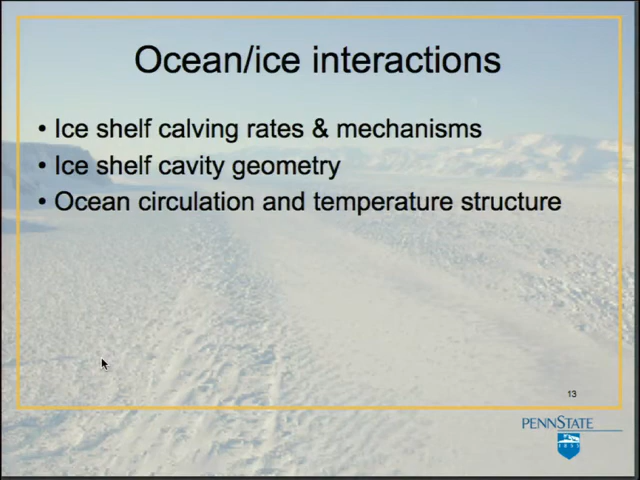 Ocean/ice interactions
• Ice shelf calving rates & mechanisms
• Ice shelf cavity geometry
• Ocean circulation and temperature structure
13
PENNSTATE